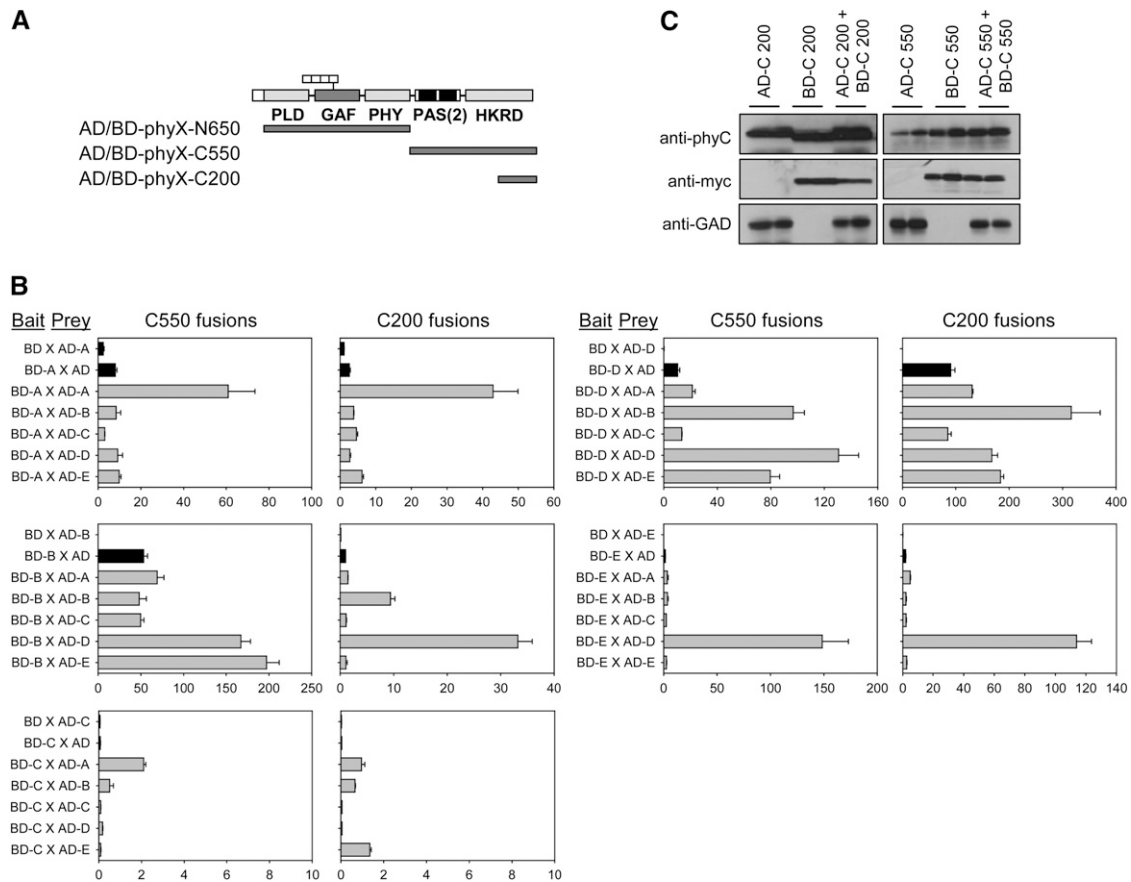 A
PLD GAF PHY PAS(2) HKRD
AD/BD-phyX-N650
AD/BD-phyX-C550
AD/BD-phyX-C200
C
AD-C 200
BD-C 200
AD-C 200 +
BD-C 200
AD-C 550
BD-C 550
AD-C 550 +
BD-C 550
anti-phyC
anti-myc
anti-GAD
B
Bait Prey C550 fusions C200 fusions
BD X AD-A
BD-A X AD
BD-A X AD-A
BD-A X AD-B
BD-A X AD-C
BD-A X AD-D
BD-A X AD-E
0 20 40 60 80 100
0 10 20 30 40 50 60
BD X AD-B
BD-B X AD
BD-B X AD-A
BD-B X AD-B
BD-B X AD-C
BD-B X AD-D
BD-B X AD-E
0 50 100 150 200 250
0 10 20 30 40
BD X AD-C
BD-C X AD
BD-C X AD-A
BD-C X AD-B
BD-C X AD-C
BD-C X AD-D
BD-C X AD-E
0 2 4 6 8 10
0 2 4 6 8 10
Bait Prey C550 fusions C200 fusions
BD X AD-D
BD-D X AD
BD-D X AD-A
BD-D X AD-B
BD-D X AD-C
BD-D X AD-D
BD-D X AD-E
0 40 80 120 160
0 100 200 300 400
BD X AD-E
BD-E X AD
BD-E X AD-A
BD-E X AD-B
BD-E X AD-C
BD-E X AD-D
BD-E X AD-E
0 50 100 150 200
0 20 40 60 80 100 120 140